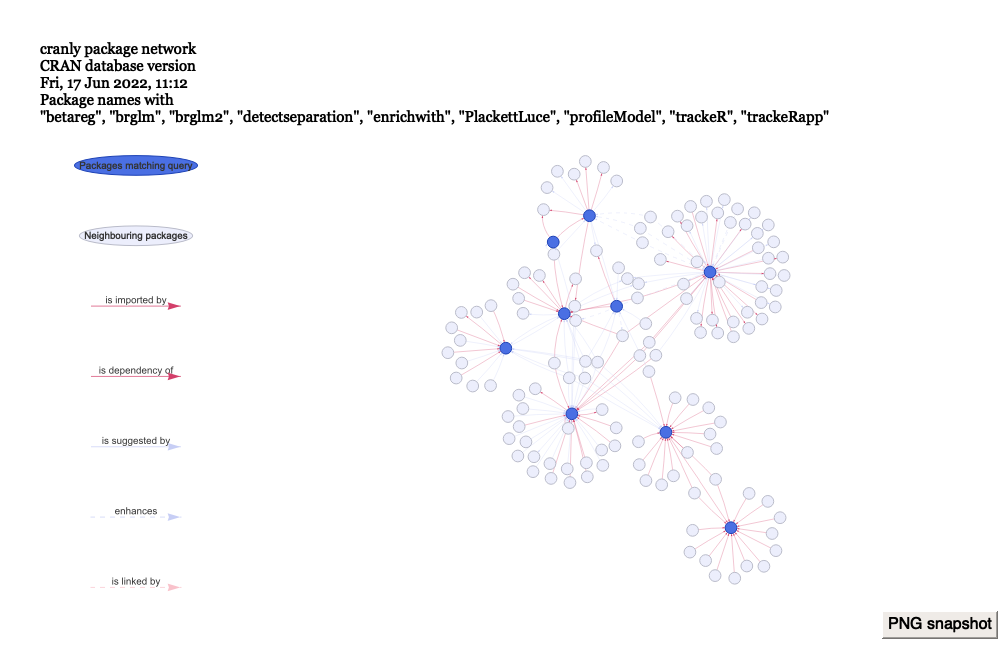 cranly package network
CRAN database version
Fri, 17 Jun 2022, 11:12
Package names with
"betareg", "brglm", "brglm2", "detectseparation", "enrichwith", "PlackettLuce", "profileModel", "trackeR", "trackeRapp"
Packages matching query
Neighbouring packages
is imported by
is dependency of
is suggested by
enhances
is linked by
PNG snapshot